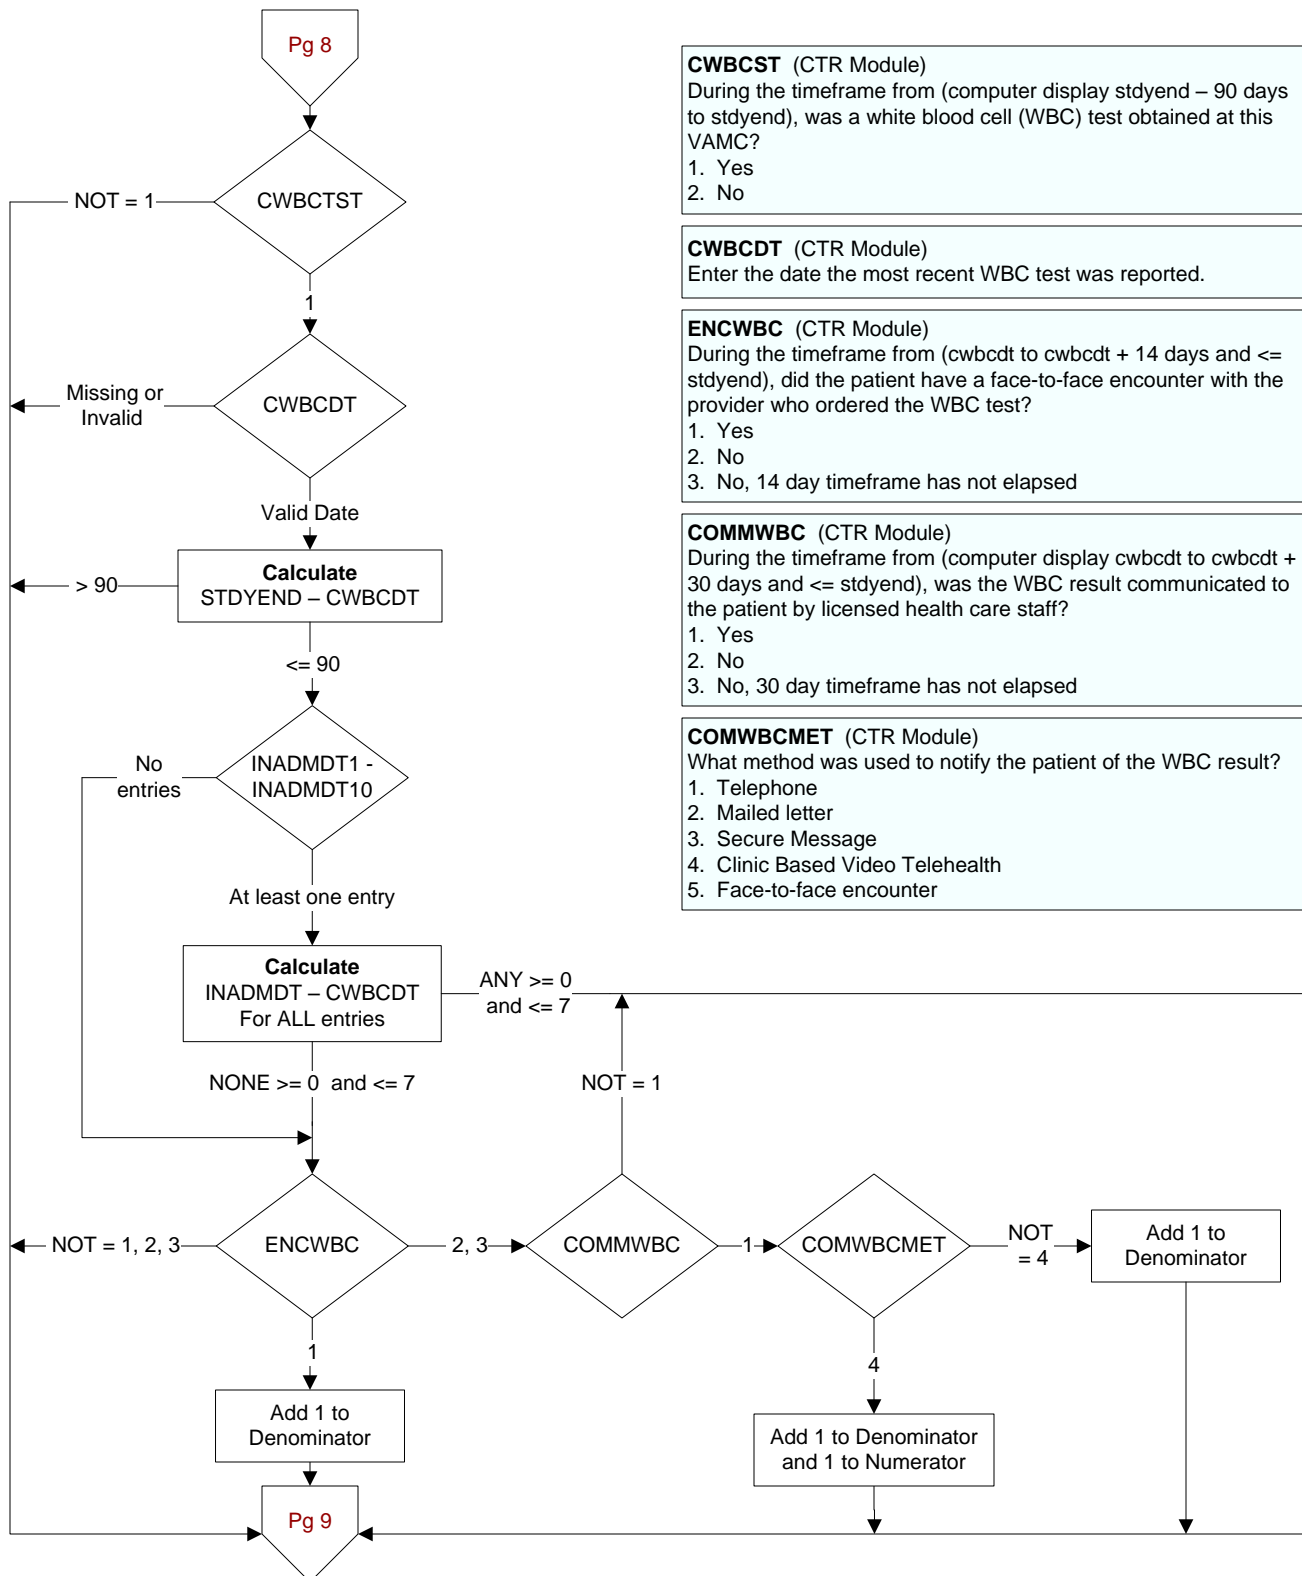 Pg 8
CWBCTST
NOT = 1
1
CWBCDT
Missing or
Invalid
Valid Date
Calculate
STDYEND – CWBCDT
> 90
<= 90
INADMDT1 -
INADMDT10
No
entries
At least one entry
Calculate
INADMDT – CWBCDT
For ALL entries
ANY >= 0
and <= 7
NONE >= 0 and <= 7
NOT = 1
ENCWBC
NOT = 1, 2, 3
2, 3
COMMWBC
1
COMWBCMET
NOT
= 4
Add 1 to
Denominator
1
4
Add 1 to
Denominator
Add 1 to Denominator
and 1 to Numerator
Pg 9
CWBCST (CTR Module)
During the timeframe from (computer display stdyend – 90 days
to stdyend), was a white blood cell (WBC) test obtained at this
VAMC?
1. Yes
2. No
CWBCDT (CTR Module)
Enter the date the most recent WBC test was reported.
ENCWBC (CTR Module)
During the timeframe from (cwbcdt to cwbcdt + 14 days and <=
stdyend), did the patient have a face-to-face encounter with the
provider who ordered the WBC test?
1. Yes
2. No
3. No, 14 day timeframe has not elapsed
COMMWBC (CTR Module)
During the timeframe from (computer display cwbcdt to cwbcdt +
30 days and <= stdyend), was the WBC result communicated to
the patient by licensed health care staff?
1. Yes
2. No
3. No, 30 day timeframe has not elapsed
COMWBCMET (CTR Module)
What method was used to notify the patient of the WBC result?
1. Telephone
2. Mailed letter
3. Secure Message
4. Clinic Based Video Telehealth
5. Face-to-face encounter